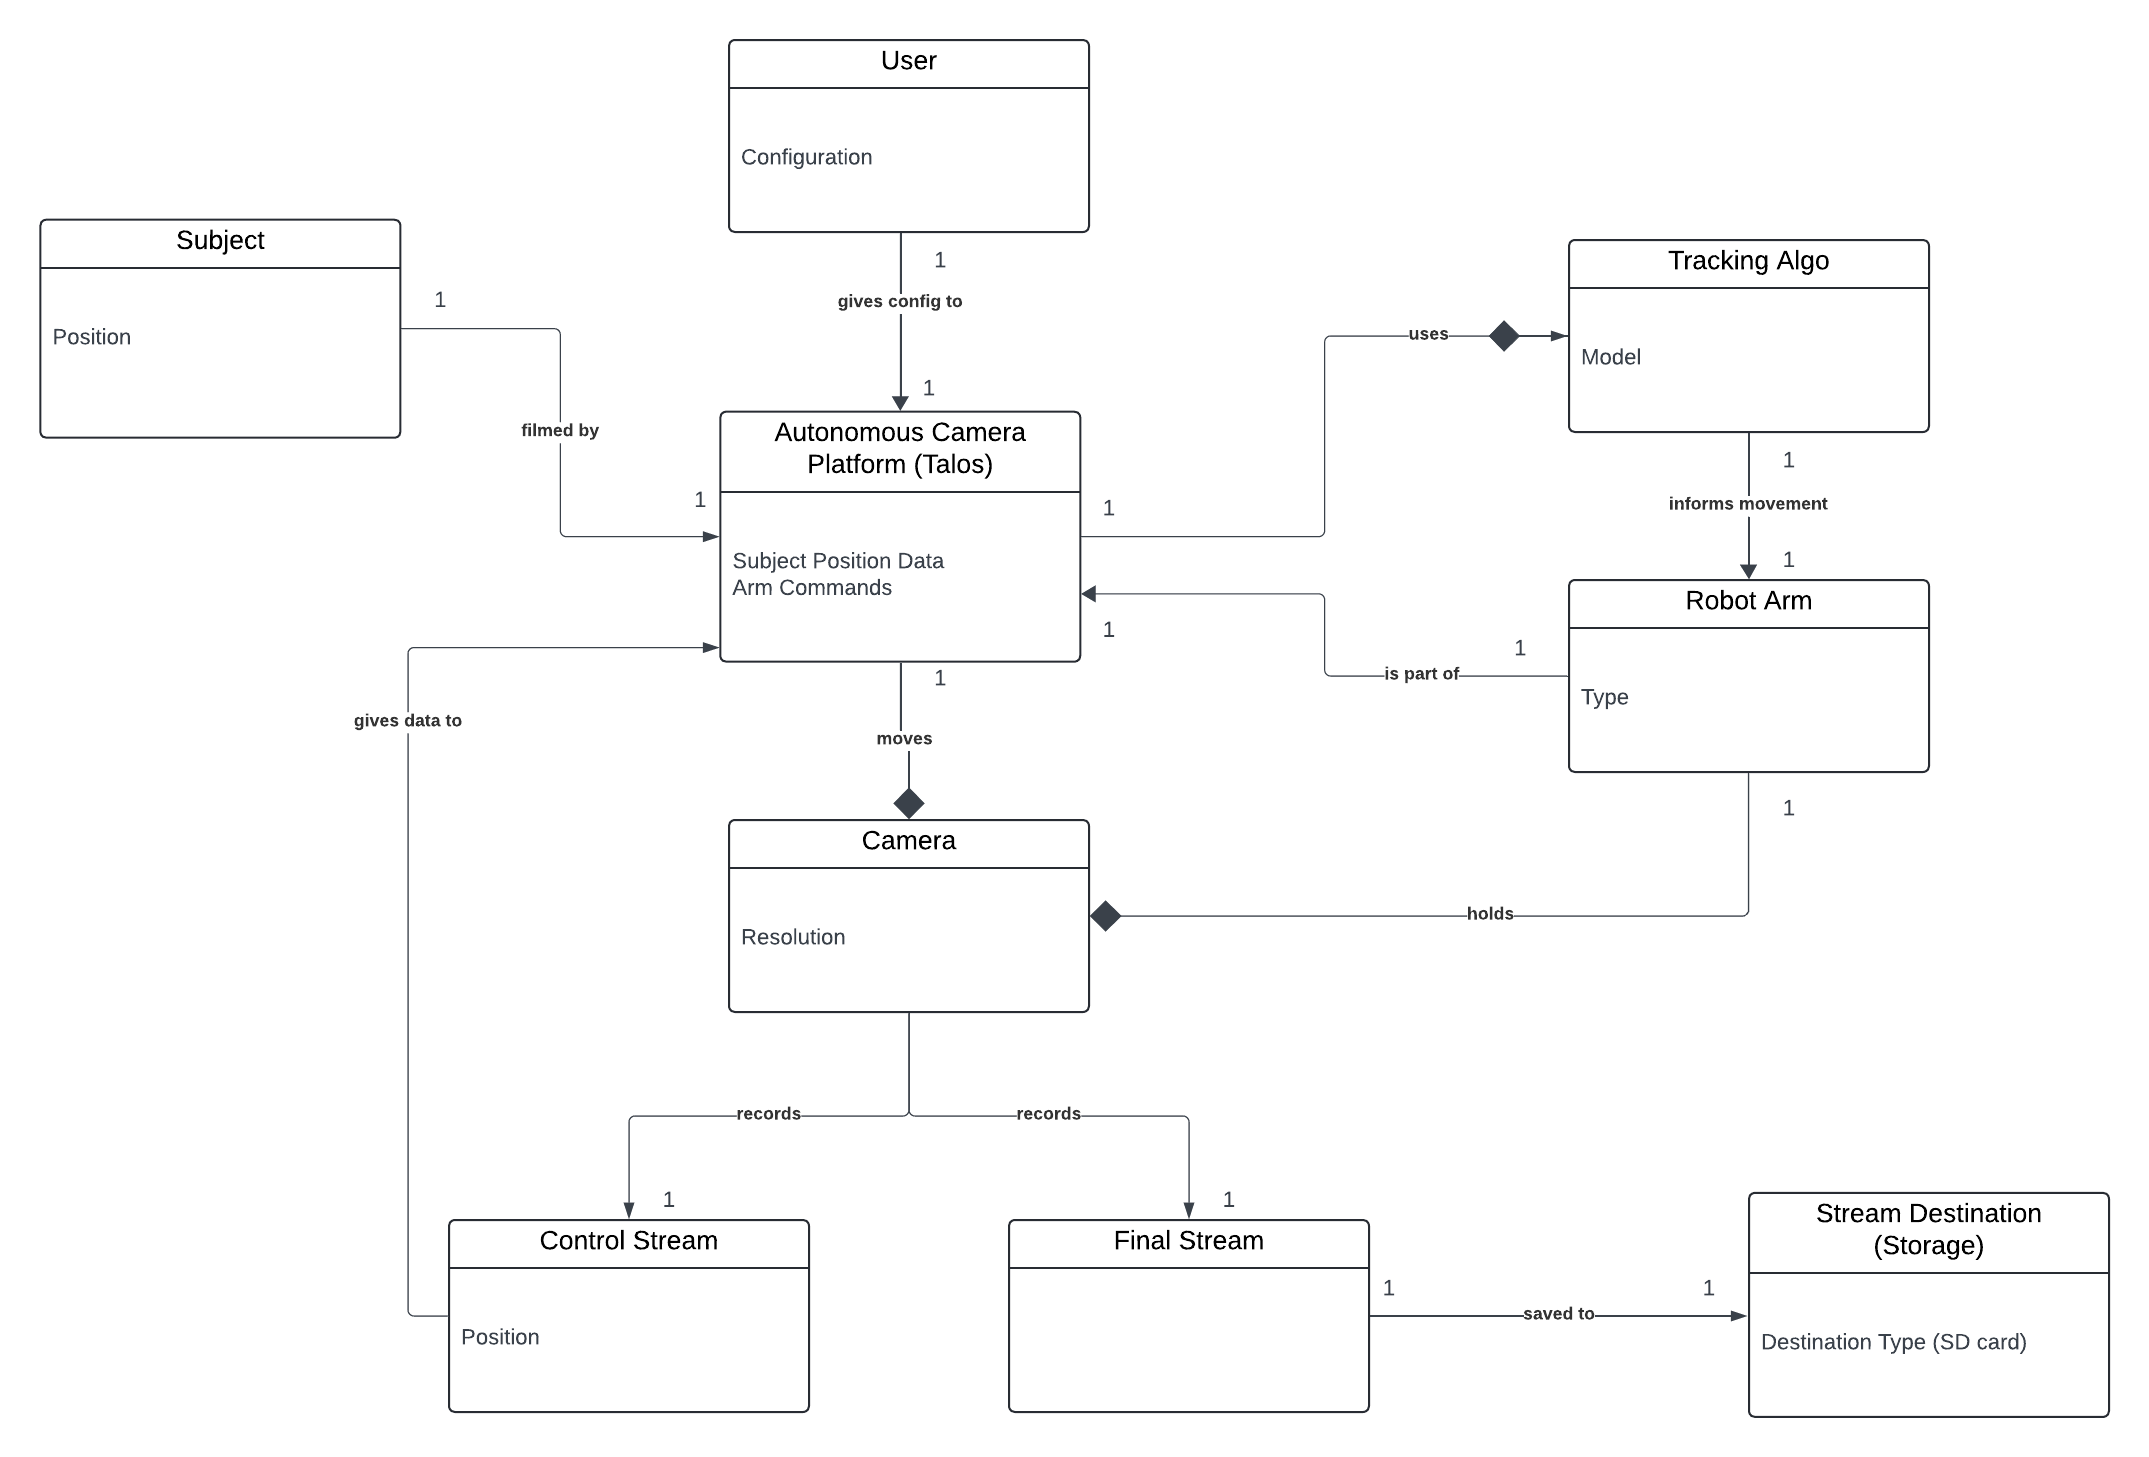 User
Configuration
1
gives config to
1
Subject
Position
1
filmed by
1
Autonomous Camera
Platform (Talos)
Subject Position Data
Arm Commands
1
uses
Tracking Algo
Model
1
informs movement
1
Robot Arm
Type
1
is part of
1
1
moves
gives data to
1
holds
Camera
Resolution
records
records
1
1
Control Stream
Position
Final Stream
1
saved to
1
Stream Destination
(Storage)
Destination Type (SD card)